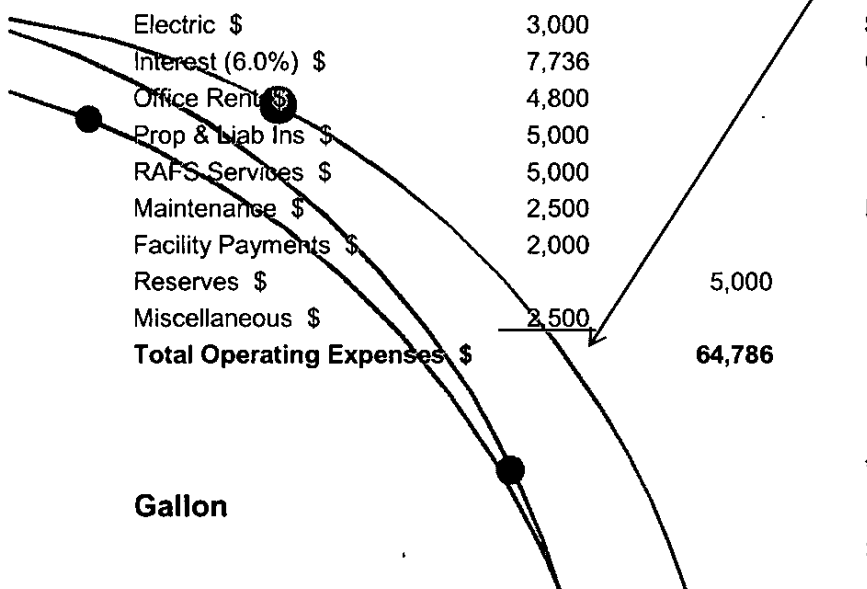 Electric $ 3,000
Interest (6.0%) $ 7,736
Office Rent $ 4,800
Prop & Liab Ins $ 5,000
RAFS Services $ 5,000
Maintenance $ 2,500
Facility Payments $ 2,000
Reserves $ 5,000
Miscellaneous $ 2,500
Total Operating Expenses $ 64,786
Gallon